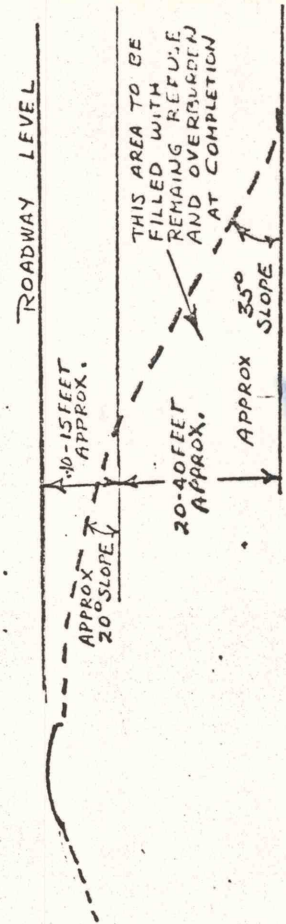 ROADWAY LEVEL
10-15 FEET
APPROX.
APPROX
20° SLOPE
THIS AREA TO BE
FILLED WITH
REMAING REFUSE
AND OVERBURDEN
AT COMPLETION
20-40 FEET
APPROX.
APPROX 35°
SLOPE